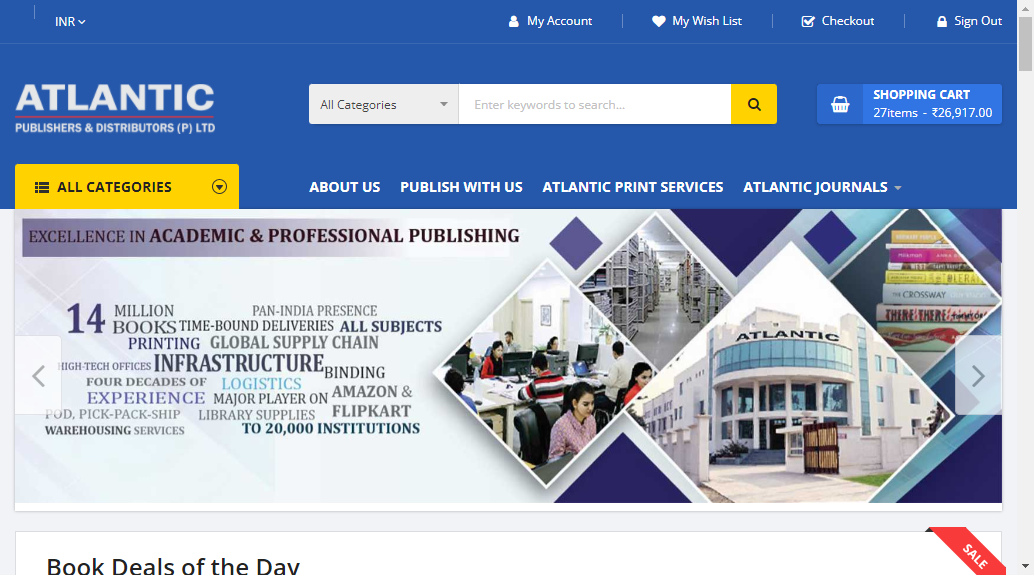 INR
My Account
My Wish List
Checkout
Sign Out
ATLANTIC
PUBLISHERS & DISTRIBUTORS (P) LTD
All Categories
Enter keywords to search...
SHOPPING CART
27items - ₹26,917.00
ALL CATEGORIES
ABOUT US
PUBLISH WITH US
ATLANTIC PRINT SERVICES
ATLANTIC JOURNALS
EXCELLENCE IN ACADEMIC & PROFESSIONAL PUBLISHING
14 MILLION BOOKS
PAN-INDIA PRESENCE
TIME-BOUND DELIVERIES ALL SUBJECTS
PRINTING GLOBAL SUPPLY CHAIN
HIGH-TECH OFFICES INFRASTRUCTURE BINDING
FOUR DECADES OF EXPERIENCE
LOGISTICS
MAJOR PLAYER ON AMAZON & FLIPKART
POD, PICK-PACK-SHIP
LIBRARY SUPPLIES
WAREHOUSING SERVICES
TO 20,000 INSTITUTIONS
ATLANTIC
THE CROSSWAY
THERE THERE
Book Deals of the Day
SALE